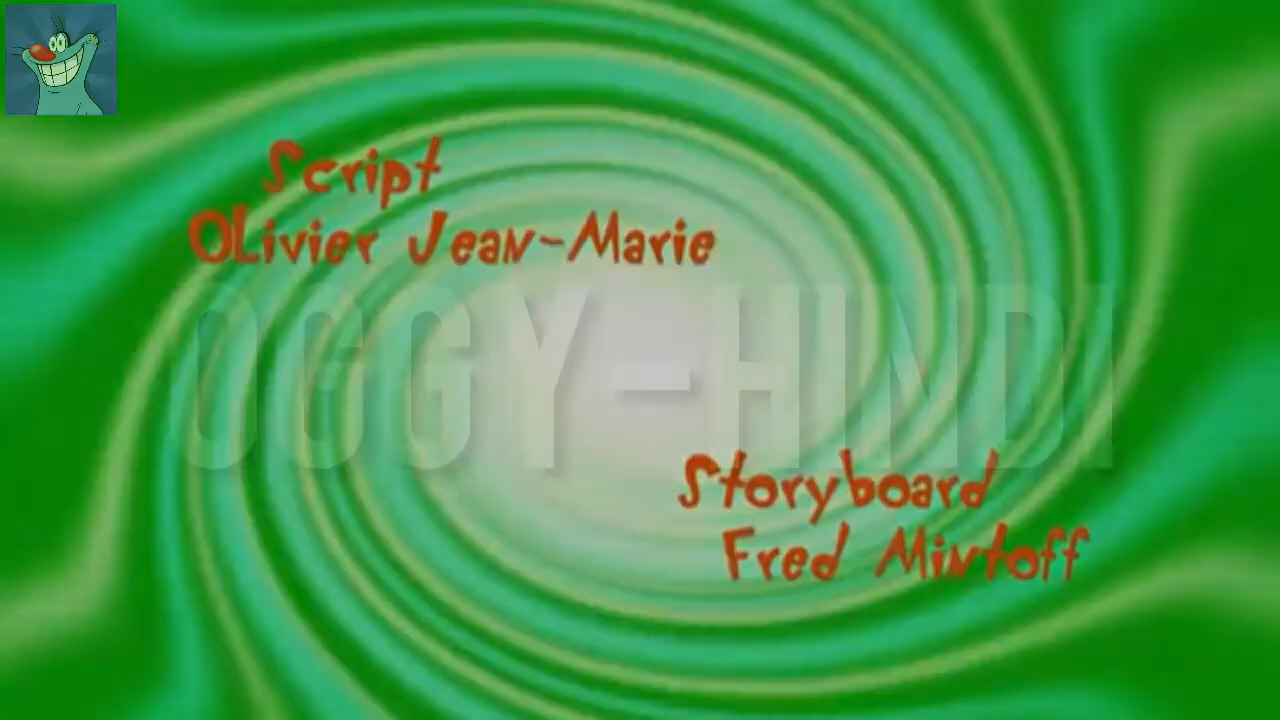 Script
Olivier Jean-Marie
OGGY-HINDI
Storyboard
Fred Mintoff